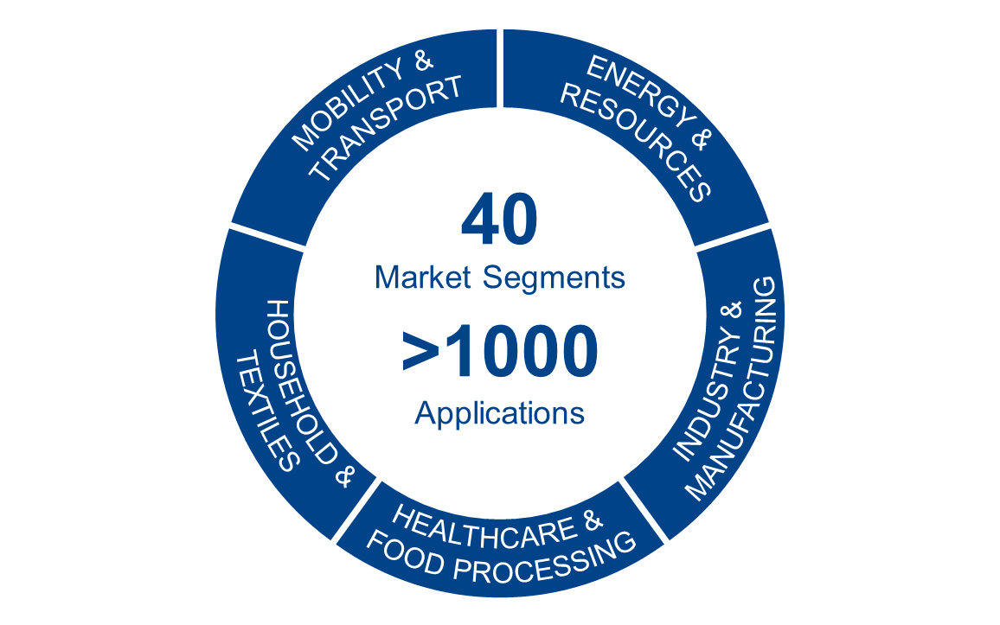 MOBILITY &
TRANSPORT
ENERGY &
RESOURCES
40
Market Segments
>1000
Applications
INDUSTRY &
MANUFACTURING
HOUSEHOLD &
TEXTILES
HEALTHCARE &
FOOD PROCESSING